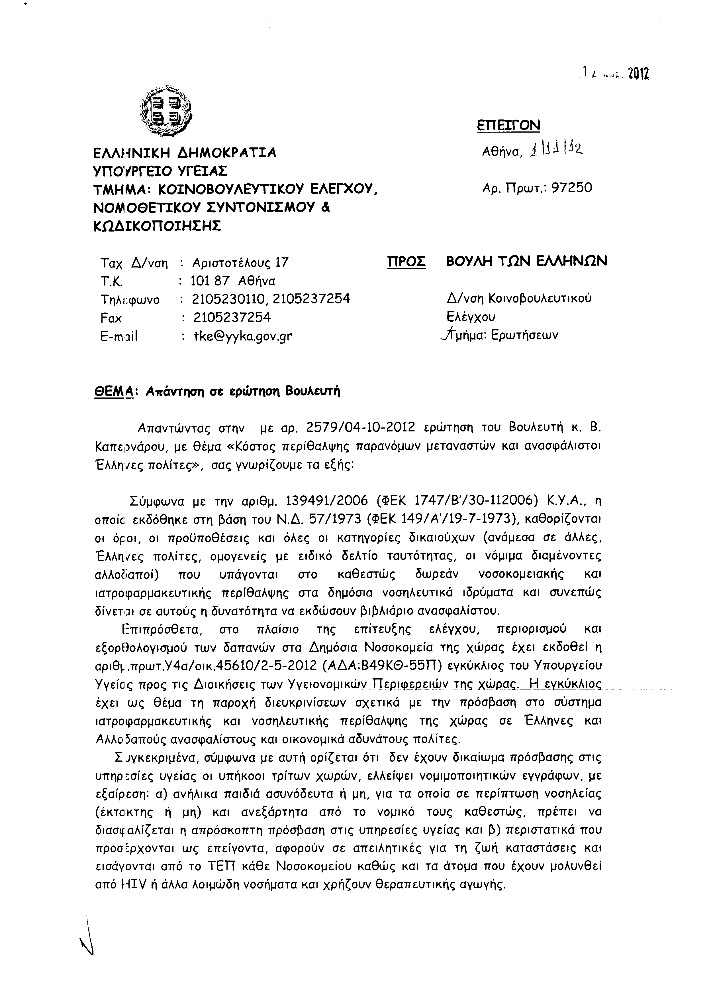 2012
ΕΠΕΙΓΟΝ
ΕΛΛΗΝΙΚΗ ΔΗΜΟΚΡΑΤΙΑ
Αθήνα, 1/11/12
ΥΠΟΥΡΓΕΙΟ ΥΓΕΙΑΣ
ΤΜΗΜΑ: ΚΟΙΝΟΒΟΥΛΕΥΤΙΚΟΥ ΕΛΕΓΧΟΥ,
Αρ. Πρωτ.: 97250
ΝΟΜΟΘΕΤΙΚΟΥ ΣΥΝΤΟΝΙΣΜΟΥ &
ΚΩΔΙΚΟΠΟΙΗΣΗΣ
Ταχ. Δ/νση : Αριστοτέλους 17
ΠΡΟΣ ΒΟΥΛΗ ΤΩΝ ΕΛΛΗΝΩΝ
Τ.Κ. : 101 87 Αθήνα
Τηλέφωνο : 2105230110, 2105237254
Δ/νση Κοινοβουλευτικού
Fax : 2105237254
Ελέγχου
E-mail : tke@yyka.gov.gr
Τμήμα: Ερωτήσεων
ΘΕΜΑ: Απάντηση σε ερώτηση Βουλευτή
Απαντώντας στην με αρ. 2579/04-10-2012 ερώτηση του Βουλευτή κ. Β.
Καπερνάρου, με θέμα «Κόστος περίθαλψης παρανόμων μεταναστών και ανασφάλιστοι
Έλληνες πολίτες», σας γνωρίζουμε τα εξής:
Σύμφωνα με την αριθμ. 139491/2006 (ΦΕΚ 1747/Β'/30-112006) Κ.Υ.Α., η
οποία εκδόθηκε στη βάση του Ν.Δ. 57/1973 (ΦΕΚ 149/Α'/19-7-1973), καθορίζονται
οι όροι, οι προϋποθέσεις και όλες οι κατηγορίες δικαιούχων (ανάμεσα σε άλλες,
Έλληνες πολίτες, ομογενείς με ειδικό δελτίο ταυτότητας, οι νόμιμα διαμένοντες
αλλοδαποί) που υπάγονται στο καθεστώς δωρεάν νοσοκομειακής και
ιατροφαρμακευτικής περίθαλψης στα δημόσια νοσηλευτικά ιδρύματα και συνεπώς
δίνεται σε αυτούς η δυνατότητα να εκδώσουν βιβλιάριο ανασφαλίστου.
Επιπρόσθετα, στο πλαίσιο της επίτευξης ελέγχου, περιορισμού και
εξορθολογισμού των δαπανών στα Δημόσια Νοσοκομεία της χώρας έχει εκδοθεί η
αριθμ.πρωτ.Υ4α/οικ.45610/2-5-2012 (ΑΔΑ:Β49ΚΘ-55Π) εγκύκλιος του Υπουργείου
Υγείας προς τις Διοικήσεις των Υγειονομικών Περιφερειών της χώρας. Η εγκύκλιος
έχει ως θέμα τη παροχή διευκρινίσεων σχετικά με την πρόσβαση στο σύστημα
ιατροφαρμακευτικής και νοσηλευτικής περίθαλψης της χώρας σε Έλληνες και
Αλλοδαπούς ανασφαλίστους και οικονομικά αδυνάτους πολίτες.
Συγκεκριμένα, σύμφωνα με αυτή ορίζεται ότι δεν έχουν δικαίωμα πρόσβασης στις
υπηρεσίες υγείας οι υπήκοοι τρίτων χωρών, ελλείψει νομιμοποιητικών εγγράφων, με
εξαίρεση: α) ανήλικα παιδιά ασυνόδευτα ή μη, για τα οποία σε περίπτωση νοσηλείας
(έκτακτης ή μη) και ανεξάρτητα από το νομικό τους καθεστώς, πρέπει να
διασφαλίζεται η απρόσκοπτη πρόσβαση στις υπηρεσίες υγείας και β) περιστατικά που
προσέρχονται ως επείγοντα, αφορούν σε απειλητικές για τη ζωή καταστάσεις και
εισάγονται από το ΤΕΠ κάθε Νοσοκομείου καθώς και τα άτομα που έχουν μολυνθεί
από HIV ή άλλα λοιμώδη νοσήματα και χρήζουν θεραπευτικής αγωγής.